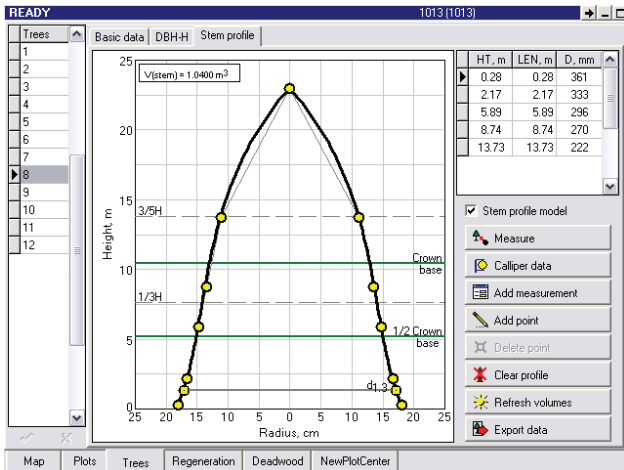 READY 1013 (1013)
Trees
1
2
3
4
5
6
7
8
9
10
11
12
Basic data DBH-H Stem profile
V(stem) = 1.0400 m³
Height, m
25
20
15
10
5
0
3/5H
Crown base
1/3H
1/2 Crown base
d1.3
25 20 15 10 5 0 5 10 15 20 25
Radius, cm
HT, m LEN, m D, mm
0.28 0.28 361
2.17 2.17 333
5.89 5.89 296
8.74 8.74 270
13.73 13.73 222
Stem profile model
Measure
Calliper data
Add measurement
Add point
Delete point
Clear profile
Refresh volumes
Export data
Map Plots Trees Regeneration Deadwood NewPlotCenter